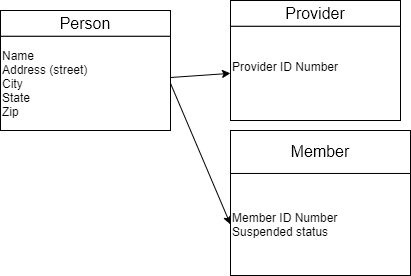 Person
Name
Address (street)
City
State
Zip
Provider
Provider ID Number
Member
Member ID Number
Suspended status